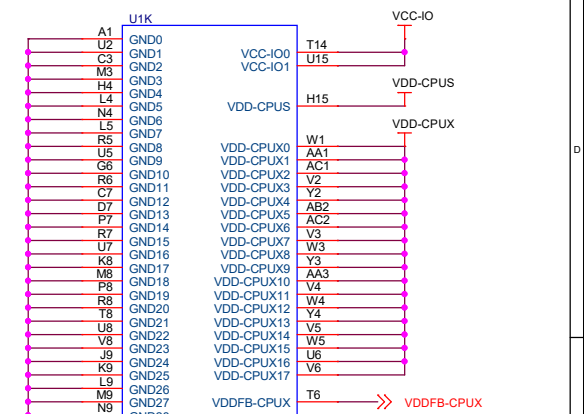 U1K
VCC-IO
A1 GND0
U2 GND1 VCC-IO0 T14
C3 GND2 VCC-IO1 U15
M3 GND3
H4 GND4 VDD-CPUS
L4 GND5 VDD-CPUS H15
N4 GND6
L5 GND7 VDD-CPUX
R5 GND8 VDD-CPUX0 W1
U5 GND9 VDD-CPUX1 AA1
G6 GND10 VDD-CPUX2 AC1
R6 GND11 VDD-CPUX3 V2
C7 GND12 VDD-CPUX4 Y2
D7 GND13 VDD-CPUX5 AB2
P7 GND14 VDD-CPUX6 AC2
R7 GND15 VDD-CPUX7 V3
U7 GND16 VDD-CPUX8 W3
K8 GND17 VDD-CPUX9 Y3
M8 GND18 VDD-CPUX10 AA3
P8 GND19 VDD-CPUX11 V4
R8 GND20 VDD-CPUX12 W4
T8 GND21 VDD-CPUX13 Y4
U8 GND22 VDD-CPUX14 V5
V8 GND23 VDD-CPUX15 W5
J9 GND24 VDD-CPUX16 U6
K9 GND25 VDD-CPUX17 V6
L9 GND26
M9 GND27 VDDFB-CPUX T6 VDDFB-CPUX
N9
D